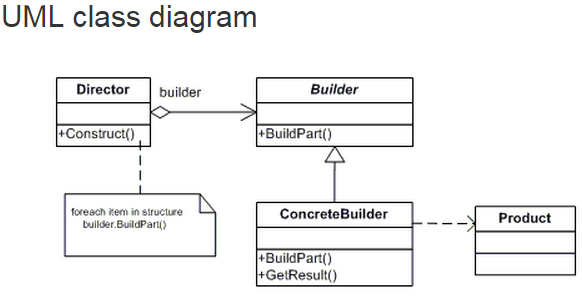 UML class diagram
Director
+Construct()
builder
Builder
+BuildPart()
foreach item in structure
builder.BuildPart()
ConcreteBuilder
+BuildPart()
+GetResult()
Product